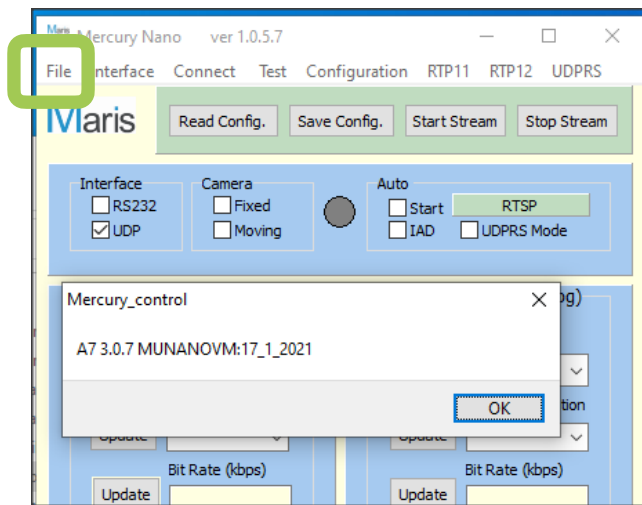 Maris Mercury Nano ver 1.0.5.7
File Interface Connect Test Configuration RTP11 RTP12 UDPRS
Maris Read Config. Save Config. Start Stream Stop Stream
Interface Camera Auto
RS232 Fixed Start RTSP
UDP Moving IAD UDPRS Mode
Mercury_control
A7 3.0.7 MUNANOVM:17_1_2021
OK
Update Update
Bit Rate (kbps) Bit Rate (kbps)
Update Update